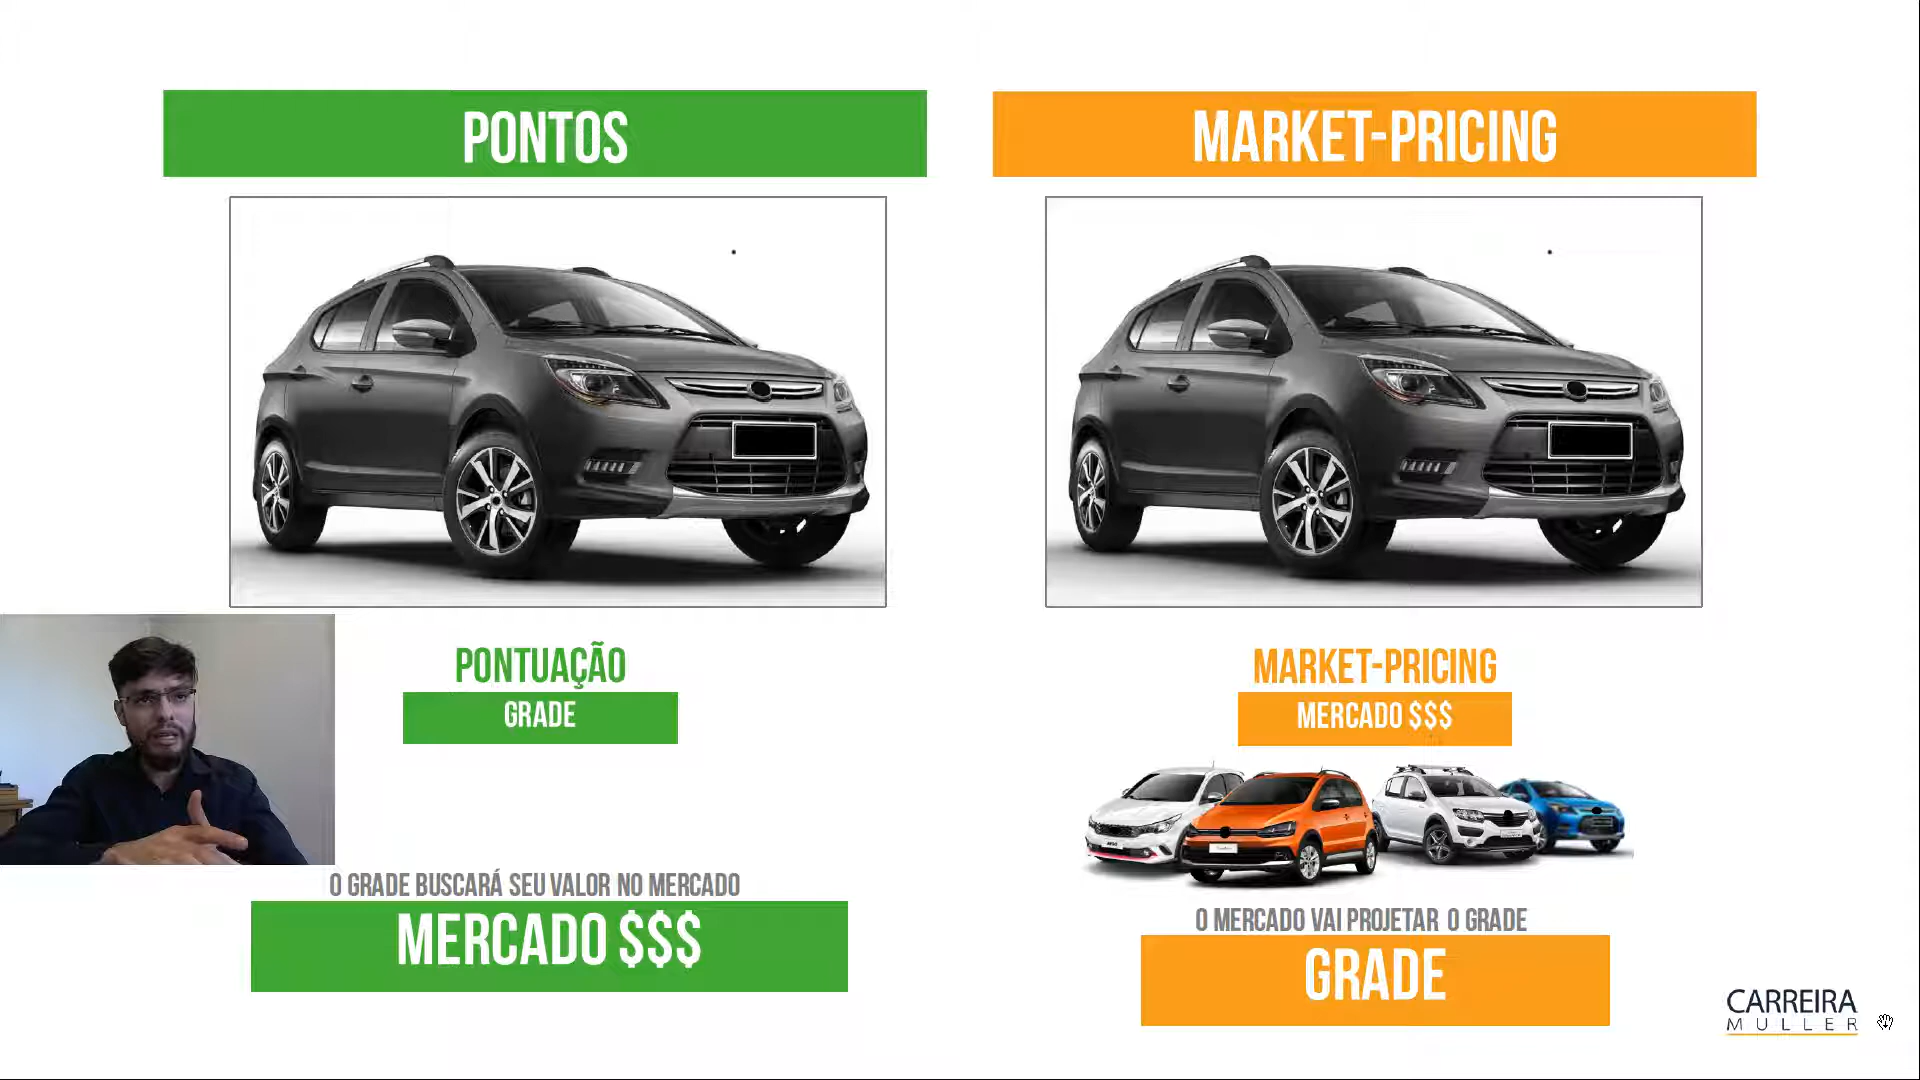 PONTOS
PONTUAÇÃO
GRADE
O GRADE BUSCARÁ SEU VALOR NO MERCADO
MERCADO $$$
MARKET-PRICING
MARKET-PRICING
MERCADO $$$
O MERCADO VAI PROJETAR O GRADE
GRADE
CARREIRA
MULLER